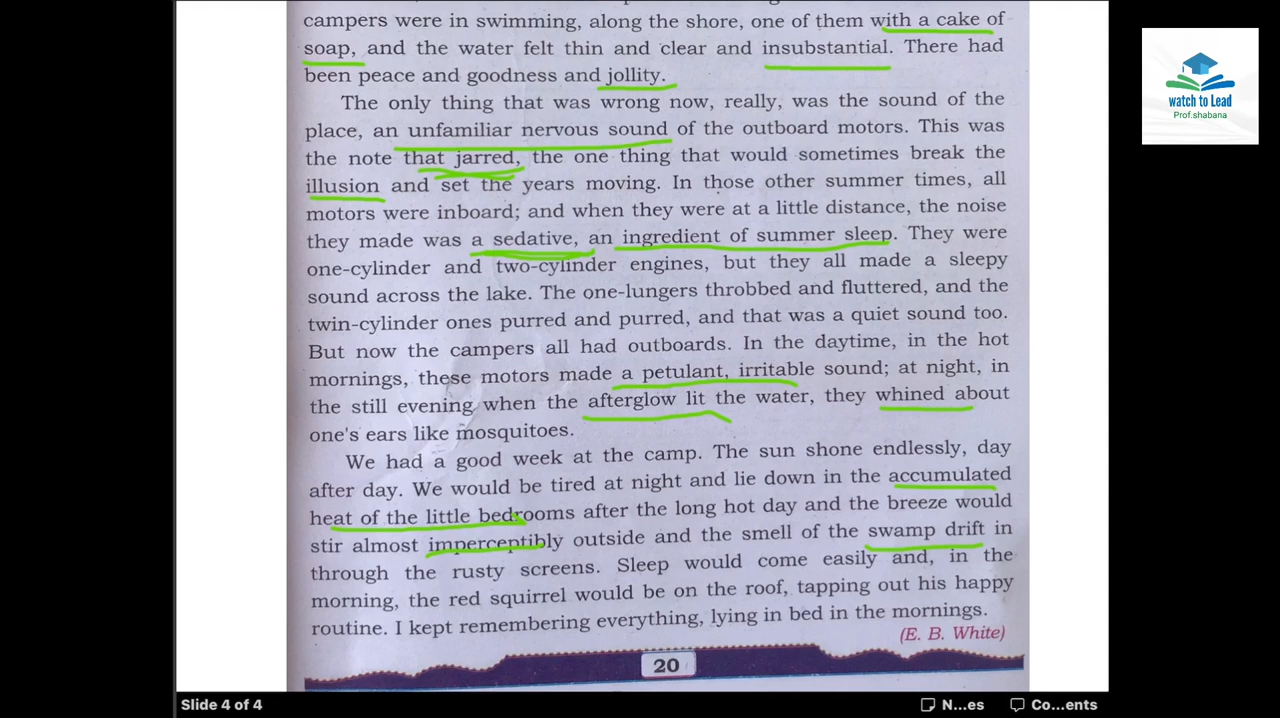 campers were in swimming, along the shore, one of them with a cake of
soap, and the water felt thin and clear and insubstantial. There had
been peace and goodness and jollity.
The only thing that was wrong now, really, was the sound of the
place, an unfamiliar nervous sound of the outboard motors. This was
the note that jarred, the one thing that would sometimes break the
illusion and set the years moving. In those other summer times, all
motors were inboard; and when they were at a little distance, the noise
they made was a sedative, an ingredient of summer sleep. They were
one-cylinder and two-cylinder engines, but they all made a sleepy
sound across the lake. The one-lungers throbbed and fluttered, and the
twin-cylinder ones purred and purred, and that was a quiet sound too.
But now the campers all had outboards. In the daytime, in the hot
mornings, these motors made a petulant, irritable sound; at night, in
the still evening when the afterglow lit the water, they whined about
one's ears like mosquitoes.
We had a good week at the camp. The sun shone endlessly, day
after day. We would be tired at night and lie down in the accumulated
heat of the little bedrooms after the long hot day and the breeze would
stir almost imperceptibly outside and the smell of the swamp drift in
through the rusty screens. Sleep would come easily and, in the
morning, the red squirrel would be on the roof, tapping out his happy
routine. I kept remembering everything, lying in bed in the mornings.
(E. B. White)
20
watch to Lead
Prof.shabana
Slide 4 of 4
N...es
Co...ents